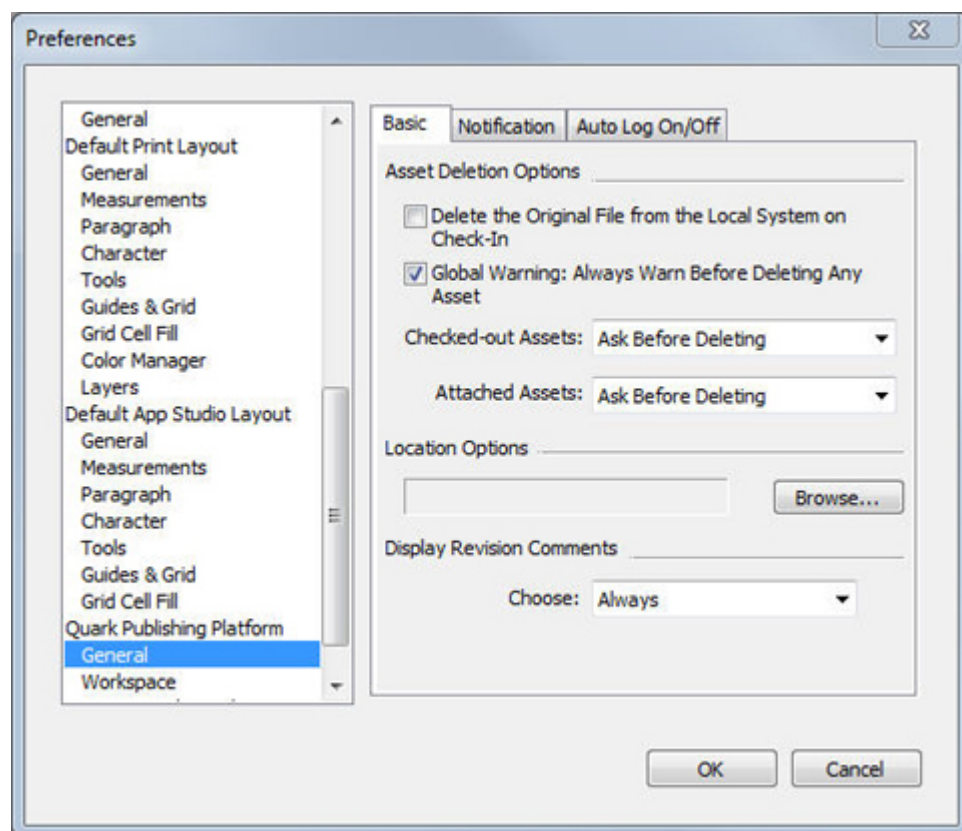 Preferences
General
Default Print Layout
General
Measurements
Paragraph
Character
Tools
Guides & Grid
Grid Cell Fill
Color Manager
Layers
Default App Studio Layout
General
Measurements
Paragraph
Character
Tools
Guides & Grid
Grid Cell Fill
Quark Publishing Platform
General
Workspace
Basic Notification Auto Log On/Off
Asset Deletion Options
Delete the Original File from the Local System on
Check-In
Global Warning: Always Warn Before Deleting Any
Asset
Checked-out Assets: Ask Before Deleting
Attached Assets: Ask Before Deleting
Location Options
Browse...
Display Revision Comments
Choose: Always
OK Cancel